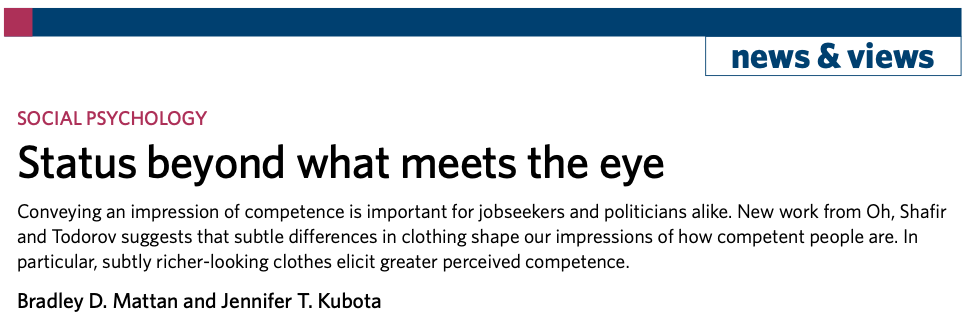 news & views
SOCIAL PSYCHOLOGY
Status beyond what meets the eye
Conveying an impression of competence is important for jobseekers and politicians alike. New work from Oh, Shafir
and Todorov suggests that subtle differences in clothing shape our impressions of how competent people are. In
particular, subtly richer-looking clothes elicit greater perceived competence.
Bradley D. Mattan and Jennifer T. Kubota